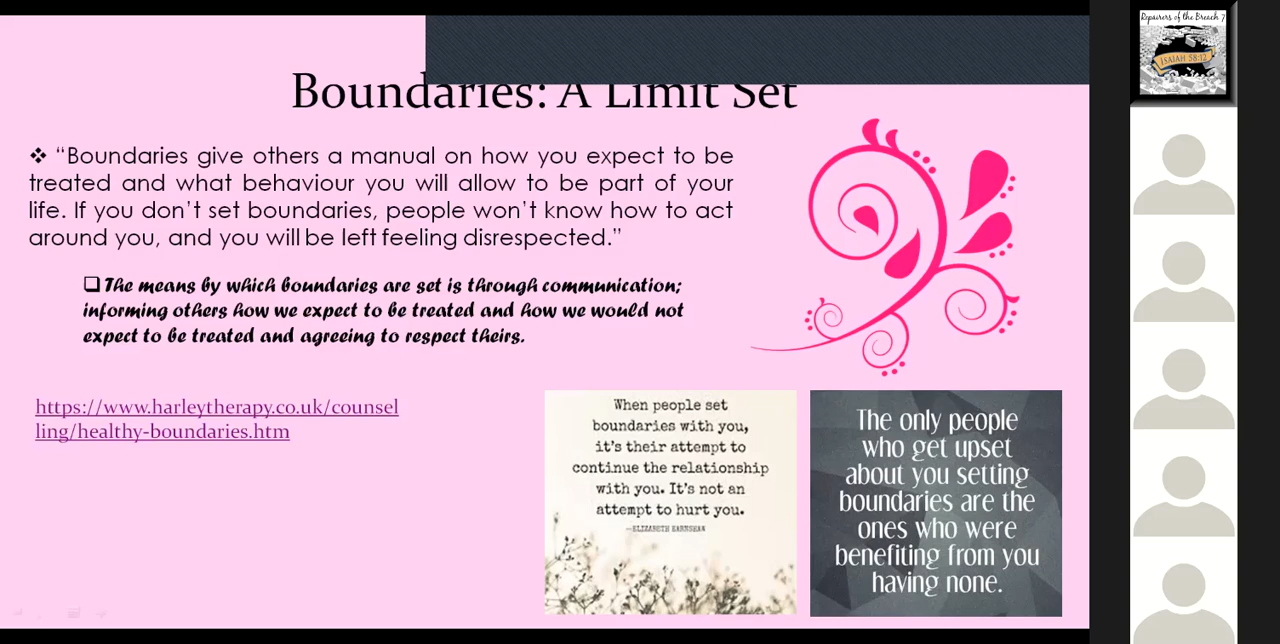 Boundaries: A Limit Set
❖ “Boundaries give others a manual on how you expect to be
treated and what behaviour you will allow to be part of your
life. If you don’t set boundaries, people won’t know how to act
around you, and you will be left feeling disrespected.”
❑ The means by which boundaries are set is through communication;
informing others how we expect to be treated and how we would not
expect to be treated and agreeing to respect theirs.
https://www.harleytherapy.co.uk/counsel
ling/healthy-boundaries.htm
When people set
boundaries with you,
it's their attempt to
continue the relationship
with you. It's not an
attempt to hurt you.
—ELIZABETH EARNSHAW
The only people
who get upset
about you setting
boundaries are the
ones who were
benefiting from you
having none.
Repairers of the Breach 7
ISAIAH 58:12